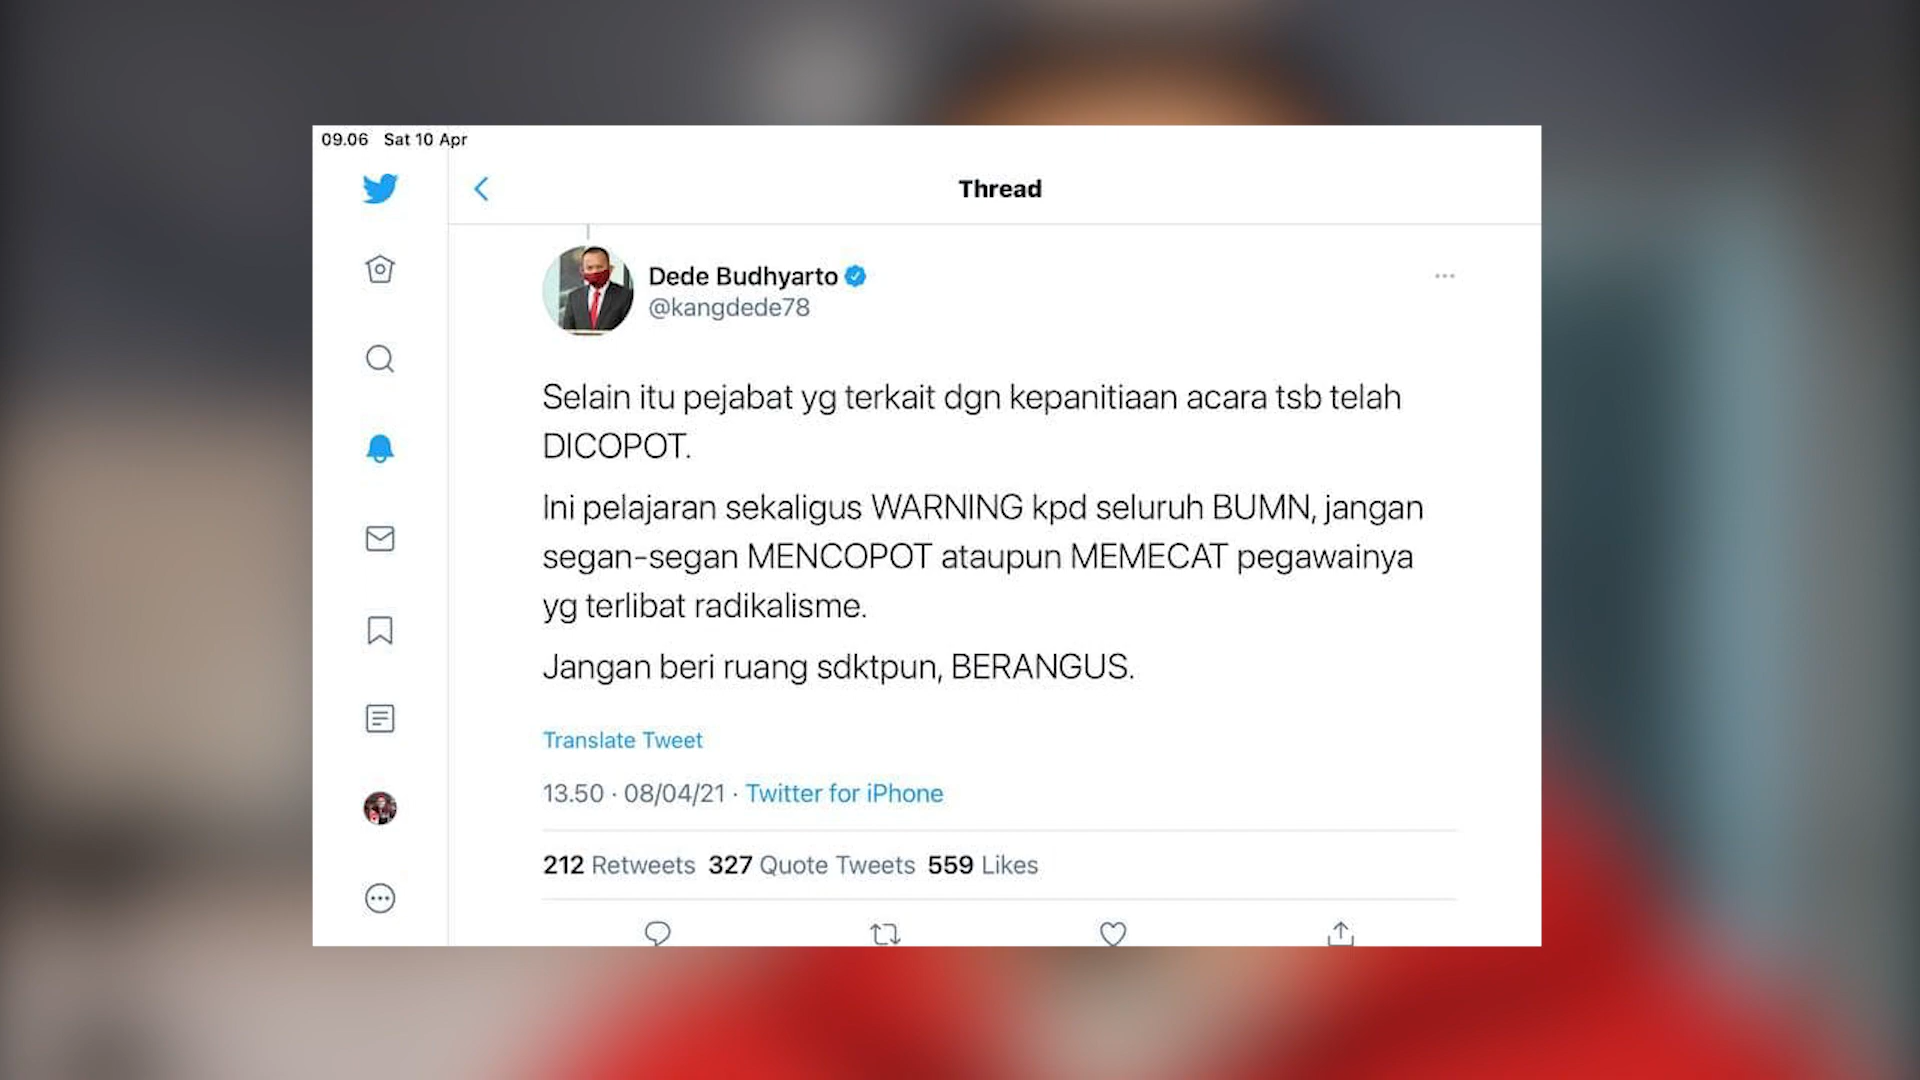 09.06 Sat 10 Apr
Thread
Dede Budhyarto
@kangdede78
Selain itu pejabat yg terkait dgn kepanitiaan acara tsb telah
DICOPOT.
Ini pelajaran sekaligus WARNING kpd seluruh BUMN, jangan
segan-segan MENCOPOT ataupun MEMECAT pegawainya
yg terlibat radikalisme.
Jangan beri ruang sdktpun, BERANGUS.
Translate Tweet
13.50 · 08/04/21 · Twitter for iPhone
212 Retweets 327 Quote Tweets 559 Likes